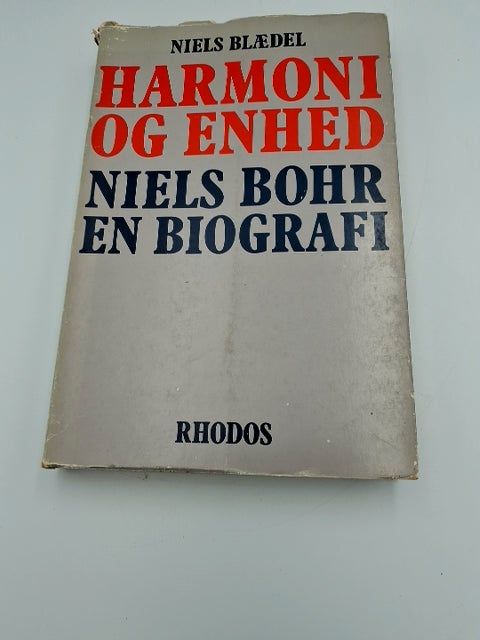 NIELS BLÆDEL
HARMONI
OG ENHED
NIELS BOHR
EN BIOGRAFI
RHODOS